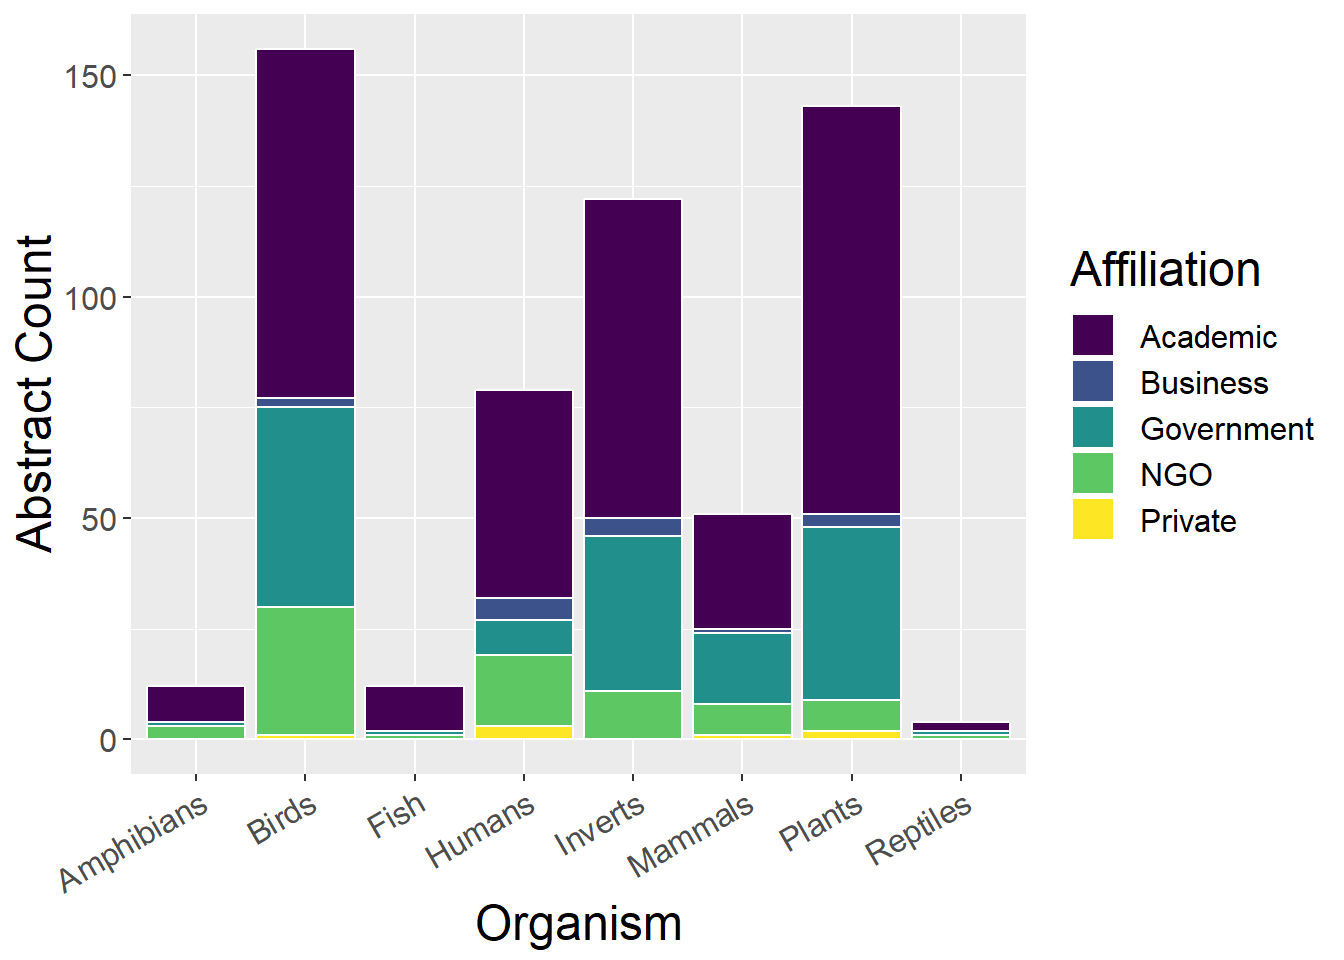 Abstract Count
150
100
50
0
Amphibians
Birds
Fish
Humans
Inverts
Mammals
Plants
Reptiles
Organism
Affiliation
Academic
Business
Government
NGO
Private